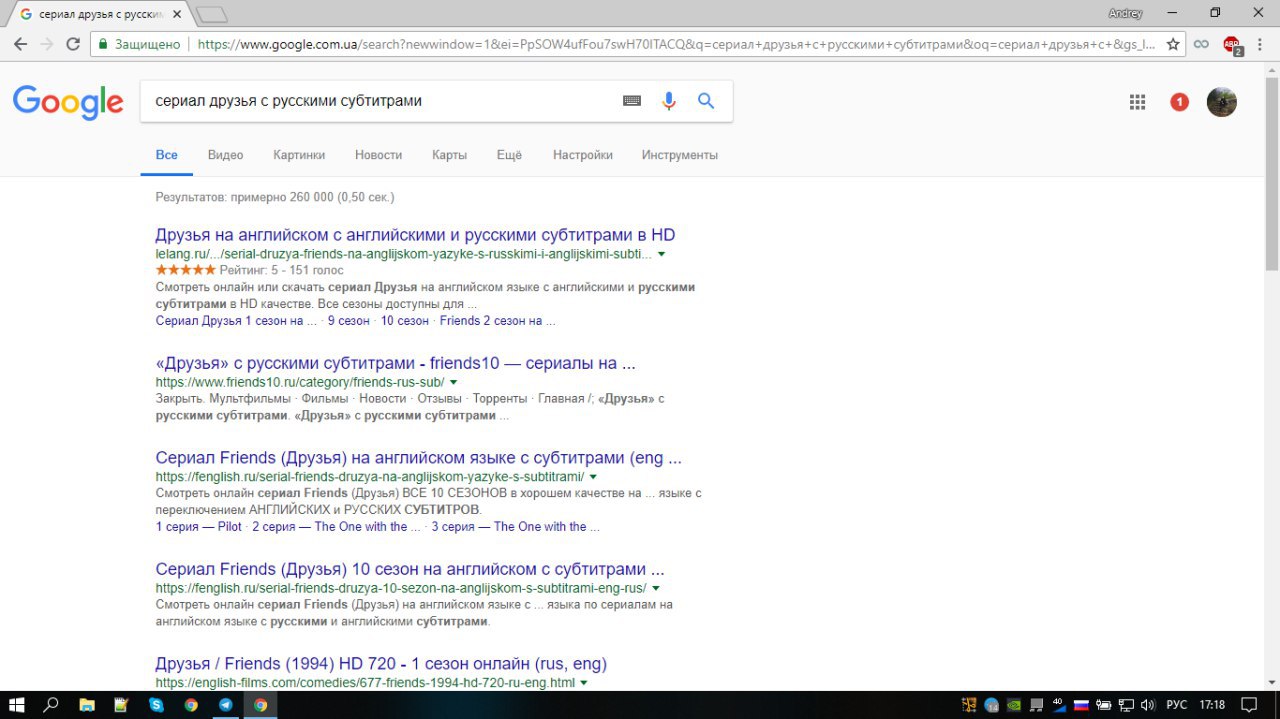 сериал друзья с русским
Andrey
Защищено
https://www.google.com.ua/search?newwindow=1&ei=PpSOW4ufFou7swH70ITACQ&q=сериал+друзья+с+русскими+субтитрами&oq=сериал+друзья+с+&gs_l...
ABP
2
Google
сериал друзья с русскими субтитрами
1
Все Видео Картинки Новости Карты Ещё Настройки Инструменты
Результатов: примерно 260 000 (0,50 сек.)
Друзья на английском с английскими и русскими субтитрами в HD
lelang.ru/.../serial-druzya-friends-na-anglijskom-yazyke-s-russkimi-i-anglijskimi-subti...
Рейтинг: 5 - 151 голос
Смотреть онлайн или скачать сериал Друзья на английском языке с английскими и русскими
субтитрами в HD качестве. Все сезоны доступны для ...
Сериал Друзья 1 сезон на ... · 9 сезон · 10 сезон · Friends 2 сезон на ...
«Друзья» с русскими субтитрами - friends10 — сериалы на ...
https://www.friends10.ru/category/friends-rus-sub/
Закрыть. Мультфильмы · Фильмы · Новости · Отзывы · Торренты · Главная /; «Друзья» с
русскими субтитрами. «Друзья» с русскими субтитрами ...
Сериал Friends (Друзья) на английском языке с субтитрами (eng ...
https://fenglish.ru/serial-friends-druzya-na-anglijskom-yazyke-s-subtitrami/
Смотреть онлайн сериал Friends (Друзья) ВСЕ 10 СЕЗОНОВ в хорошем качестве на ... языке с
переключением АНГЛИЙСКИХ и РУССКИХ СУБТИТРОВ.
1 серия — Pilot · 2 серия — The One with the ... · 3 серия — The One with the ...
Сериал Friends (Друзья) 10 сезон на английском с субтитрами ...
https://fenglish.ru/serial-friends-druzya-10-sezon-na-anglijskom-s-subtitrami-eng-rus/
Смотреть онлайн сериал Friends (Друзья) на английском языке с ... языка по сериалам на
английском языке с русскими и английскими субтитрами.
Друзья / Friends (1994) HD 720 - 1 сезон онлайн (rus, eng)
https://english-films.com/comedies/677-friends-1994-hd-720-ru-eng.html
40
РУС 17:18